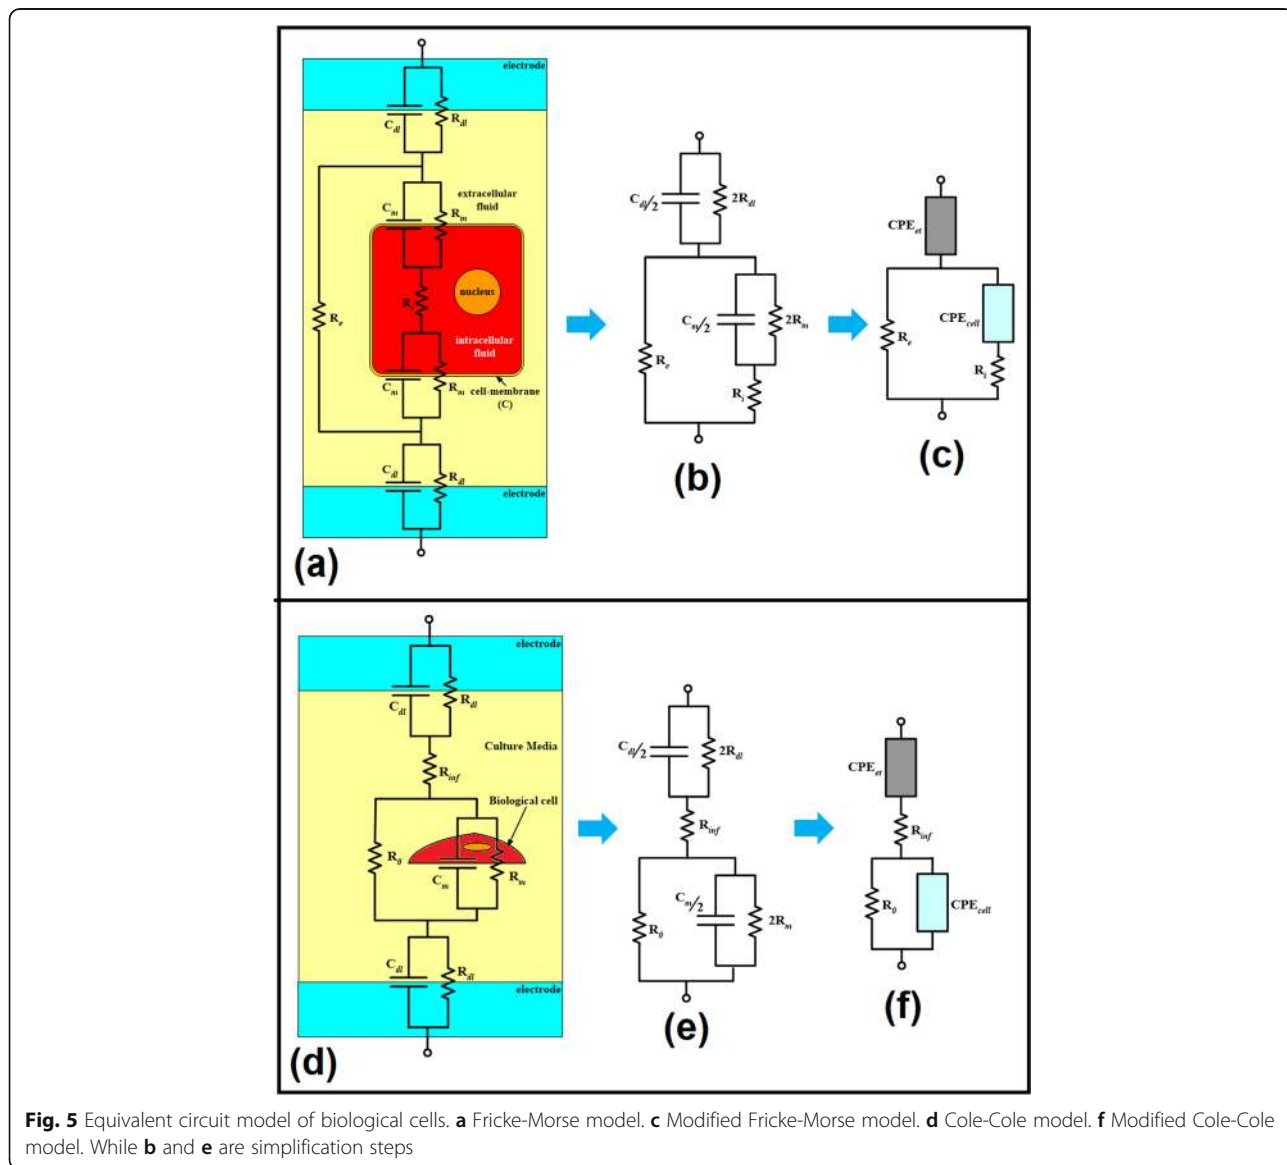 electrode
C_dl
R_dl
extracellular
fluid
C_m
R_m
nucleus
R_e
R_i
intracellular
fluid
C_m
R_m
cell-membrane
(C)
C_dl
R_dl
electrode
(a)
C_dl/2
2R_dl
C_m/2
2R_m
R_e
R_i
(b)
CPE_et
CPE_cell
R_e
R_i
(c)
electrode
C_dl
R_dl
Culture Media
R_inf
Biological cell
R_0
C_m
R_m
C_dl
R_dl
electrode
(d)
C_dl/2
2R_dl
R_inf
C_m/2
2R_m
R_0
(e)
CPE_et
R_inf
R_0
CPE_cell
(f)
Fig. 5 Equivalent circuit model of biological cells. a Fricke-Morse model. c Modified Fricke-Morse model. d Cole-Cole model. f Modified Cole-Cole
model. While b and e are simplification steps